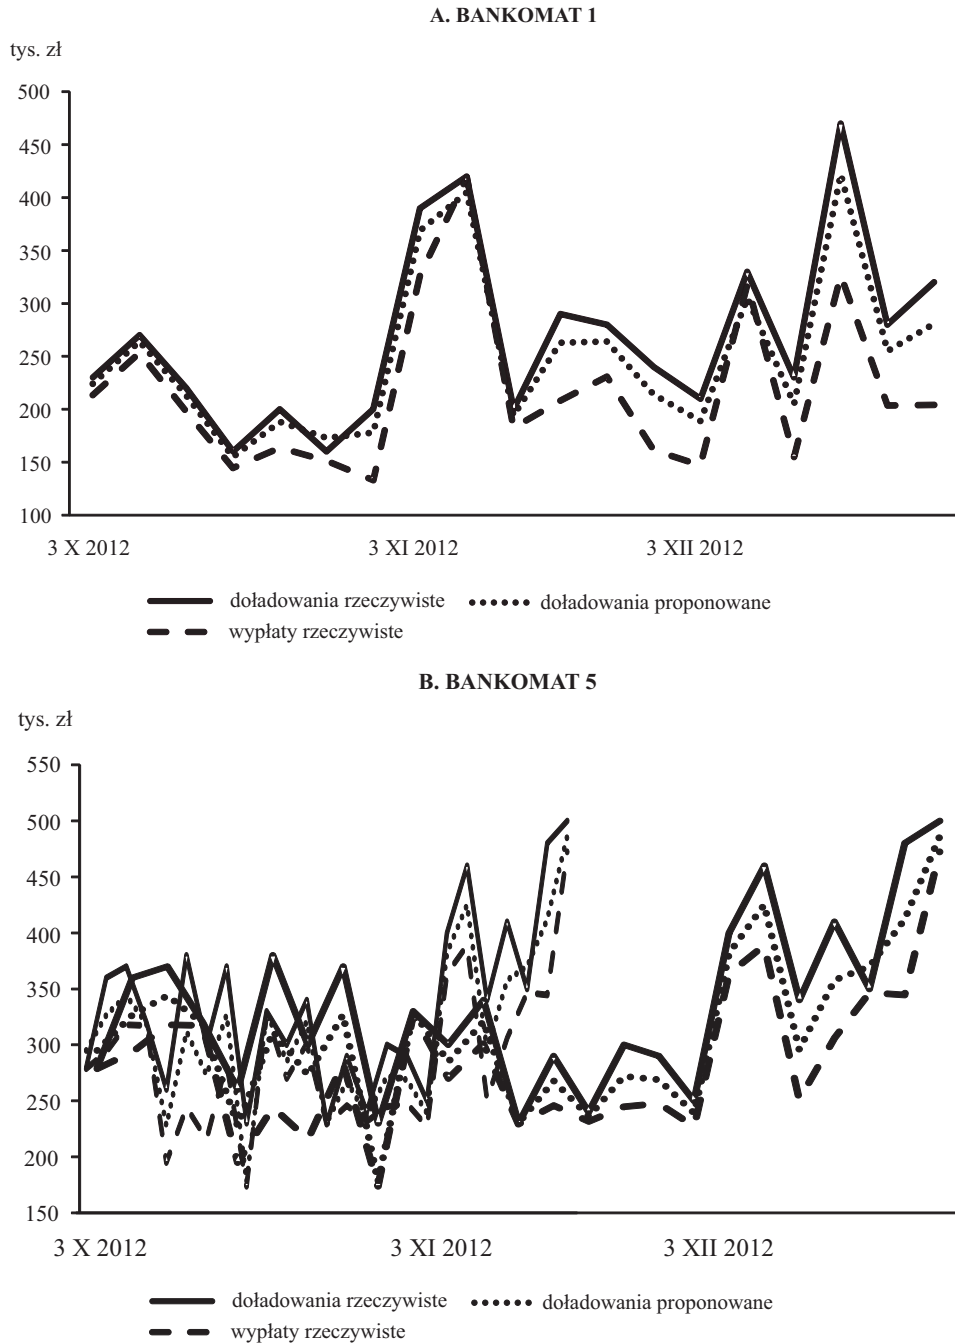 A. BANKOMAT 1
tys. zł
500
450
400
350
300
250
200
150
100
3 X 2012 3 XI 2012 3 XII 2012
doładowania rzeczywiste doładowania proponowane
wypłaty rzeczywiste
B. BANKOMAT 5
tys. zł
550
500
450
400
350
300
250
200
150
3 X 2012 3 XI 2012 3 XII 2012
doładowania rzeczywiste doładowania proponowane
wypłaty rzeczywiste